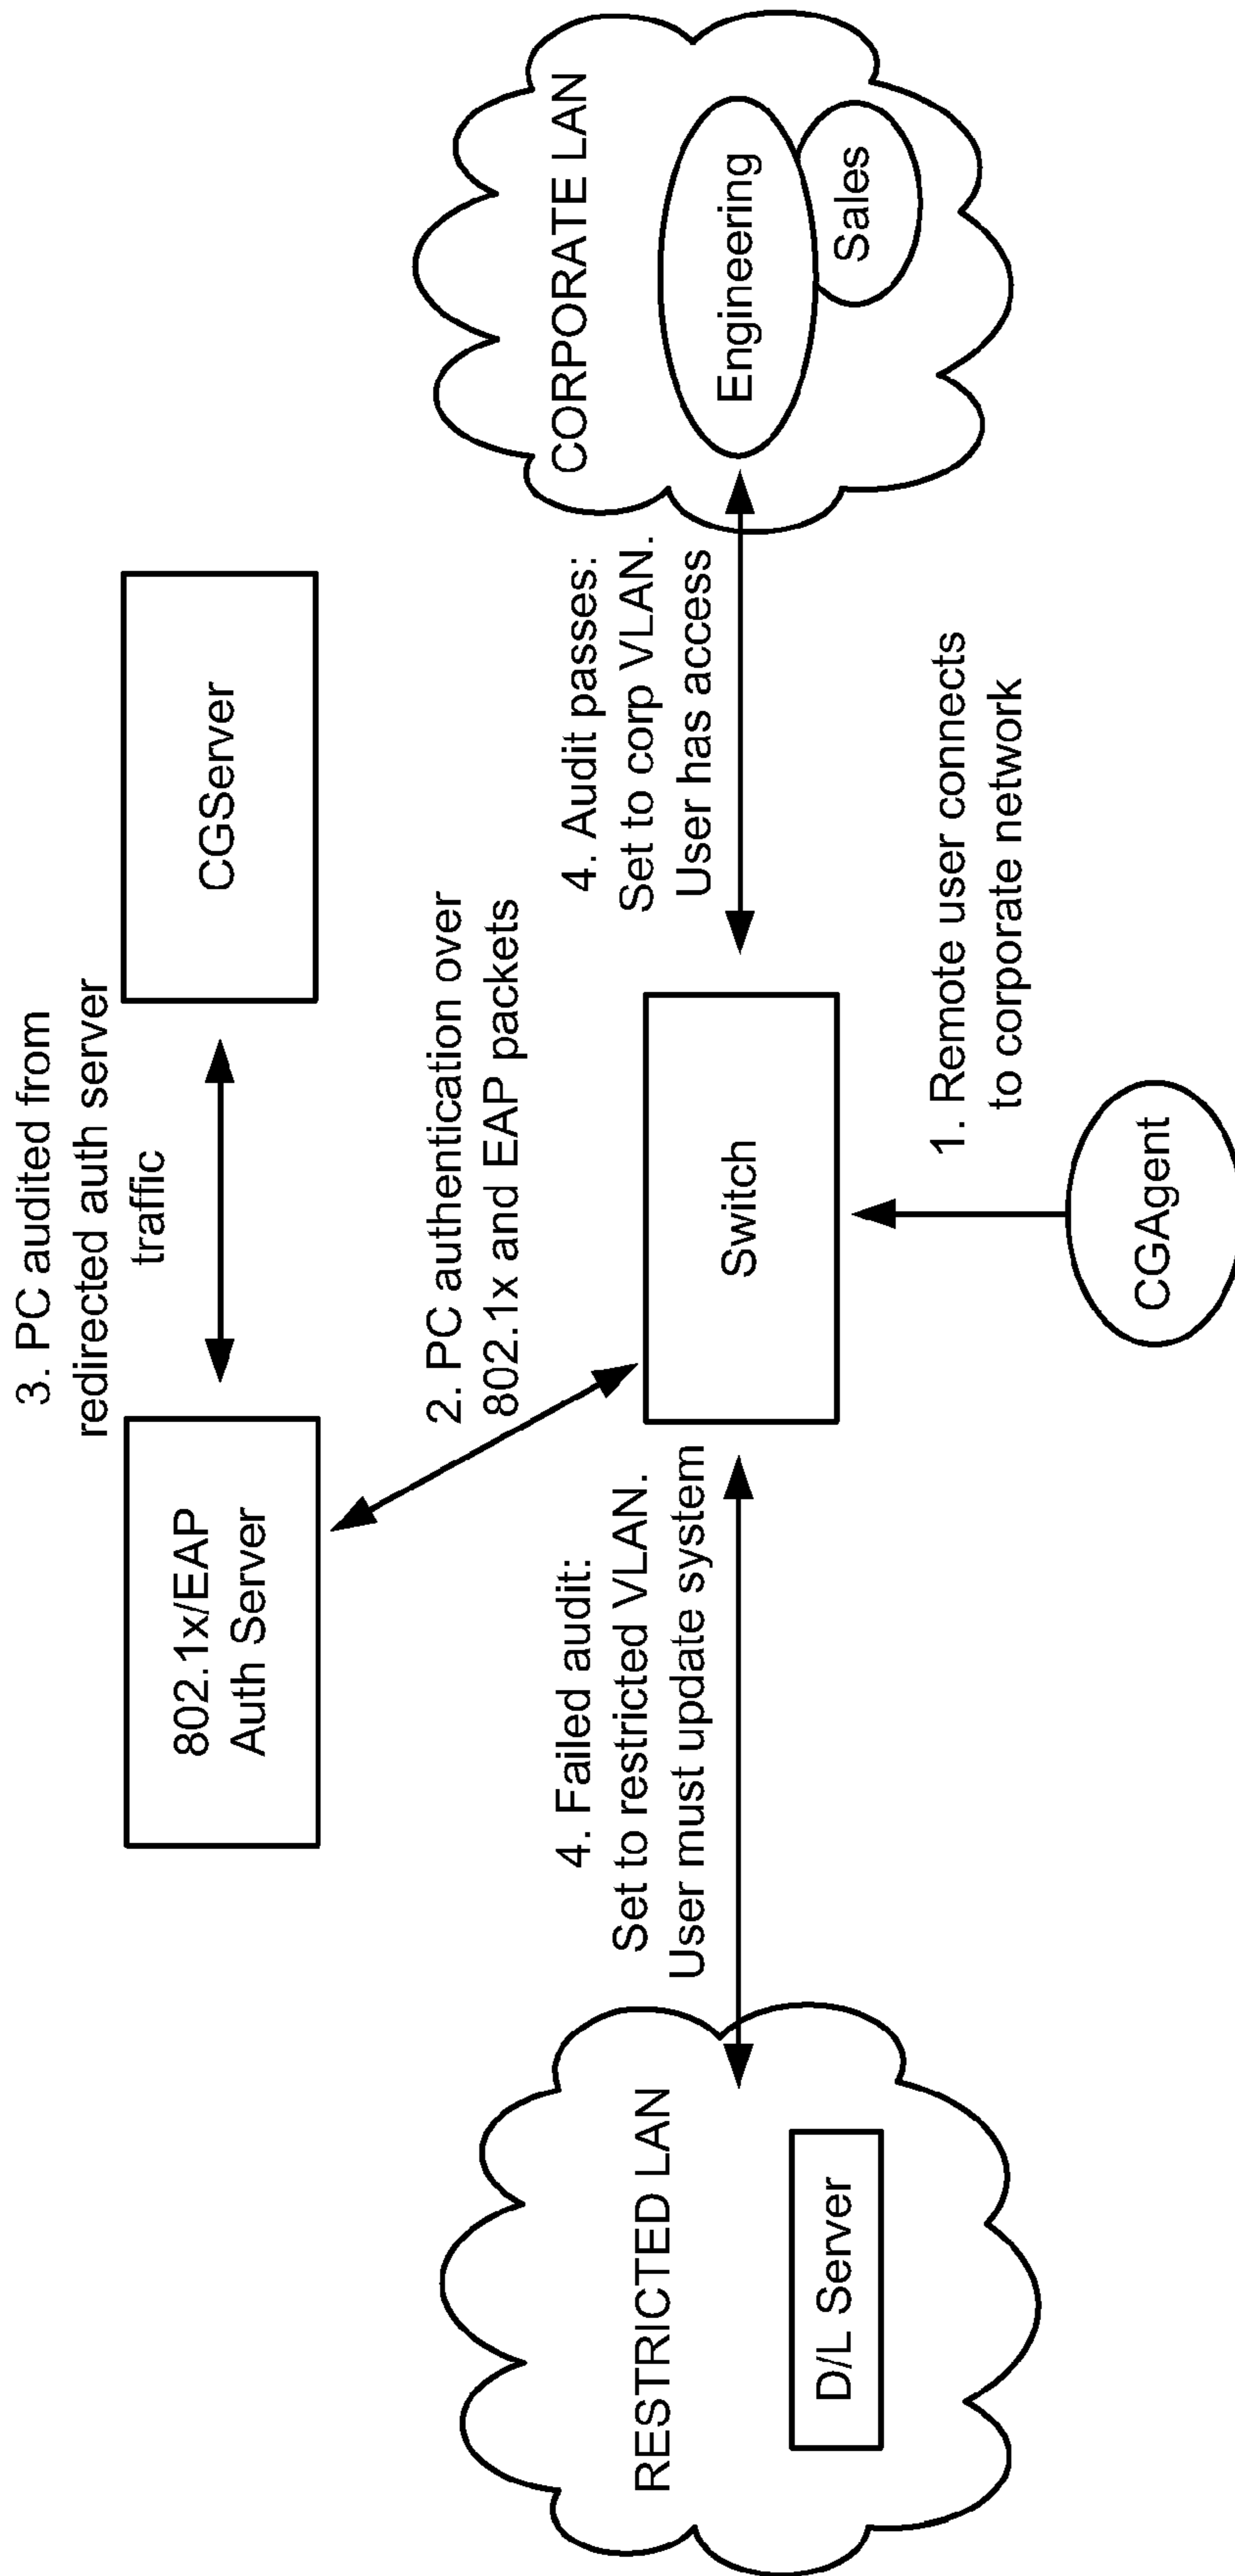 3. PC audited from
redirected auth server
traffic
802.1x/EAP
Auth Server
CGServer
2. PC authentication over
802.1x and EAP packets
4. Failed audit:
Set to restricted VLAN.
User must update system
4. Audit passes:
Set to corp VLAN.
User has access
RESTRICTED LAN
D/L Server
Switch
CORPORATE LAN
Engineering
Sales
1. Remote user connects
to corporate network
CGAgent